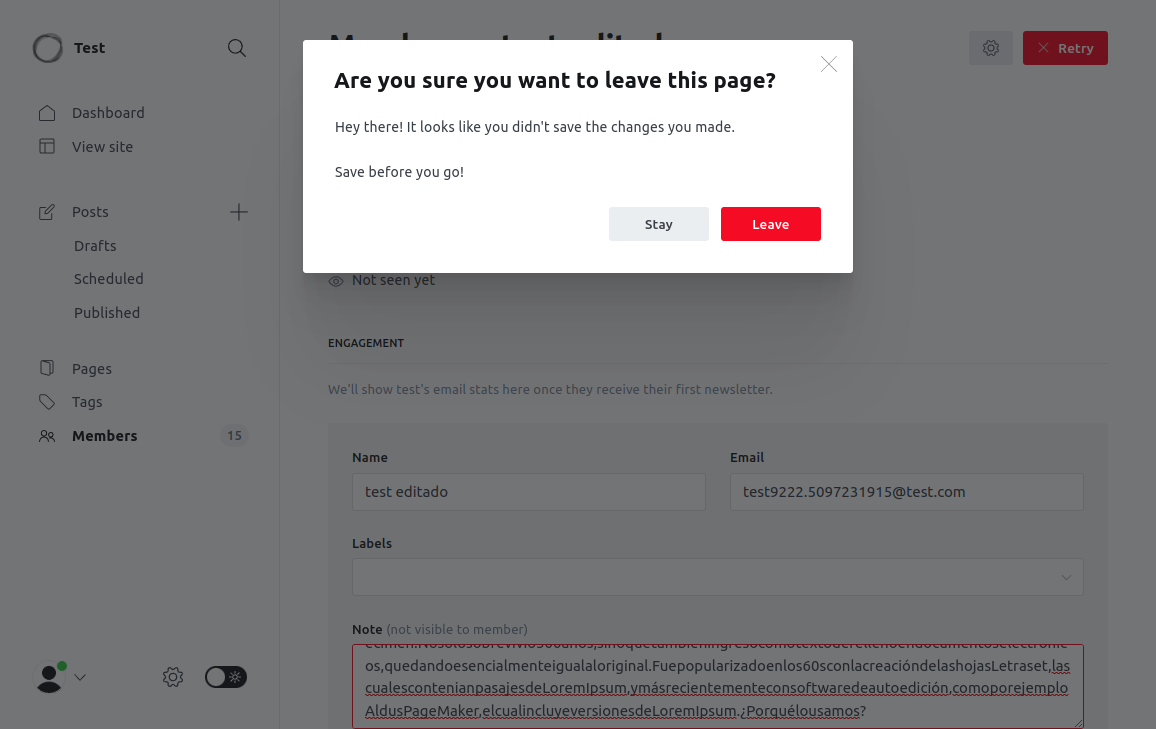 Test
Dashboard
View site
Posts
Drafts
Scheduled
Published
Pages
Tags
Members
15
Retry
Are you sure you want to leave this page?
Hey there! It looks like you didn't save the changes you made.
Save before you go!
Stay
Leave
Not seen yet
ENGAGEMENT
We'll show test's email stats here once they receive their first newsletter.
Name
Email
test editado
test9222.5097231915@test.com
Labels
Note (not visible to member)
os,quedandoesencialmenteigualaloriginal.Fuepopularizadoenlos60sconlacreacióndelashojasLetraset,las
cualescontenianpasajesdeLoremIpsum,ymásrecientementeconsoftwaredeautoedición,comoporejemplo
AldusPageMaker,elcualincluyeversionesdeLoremIpsum.¿Porquélousamos?